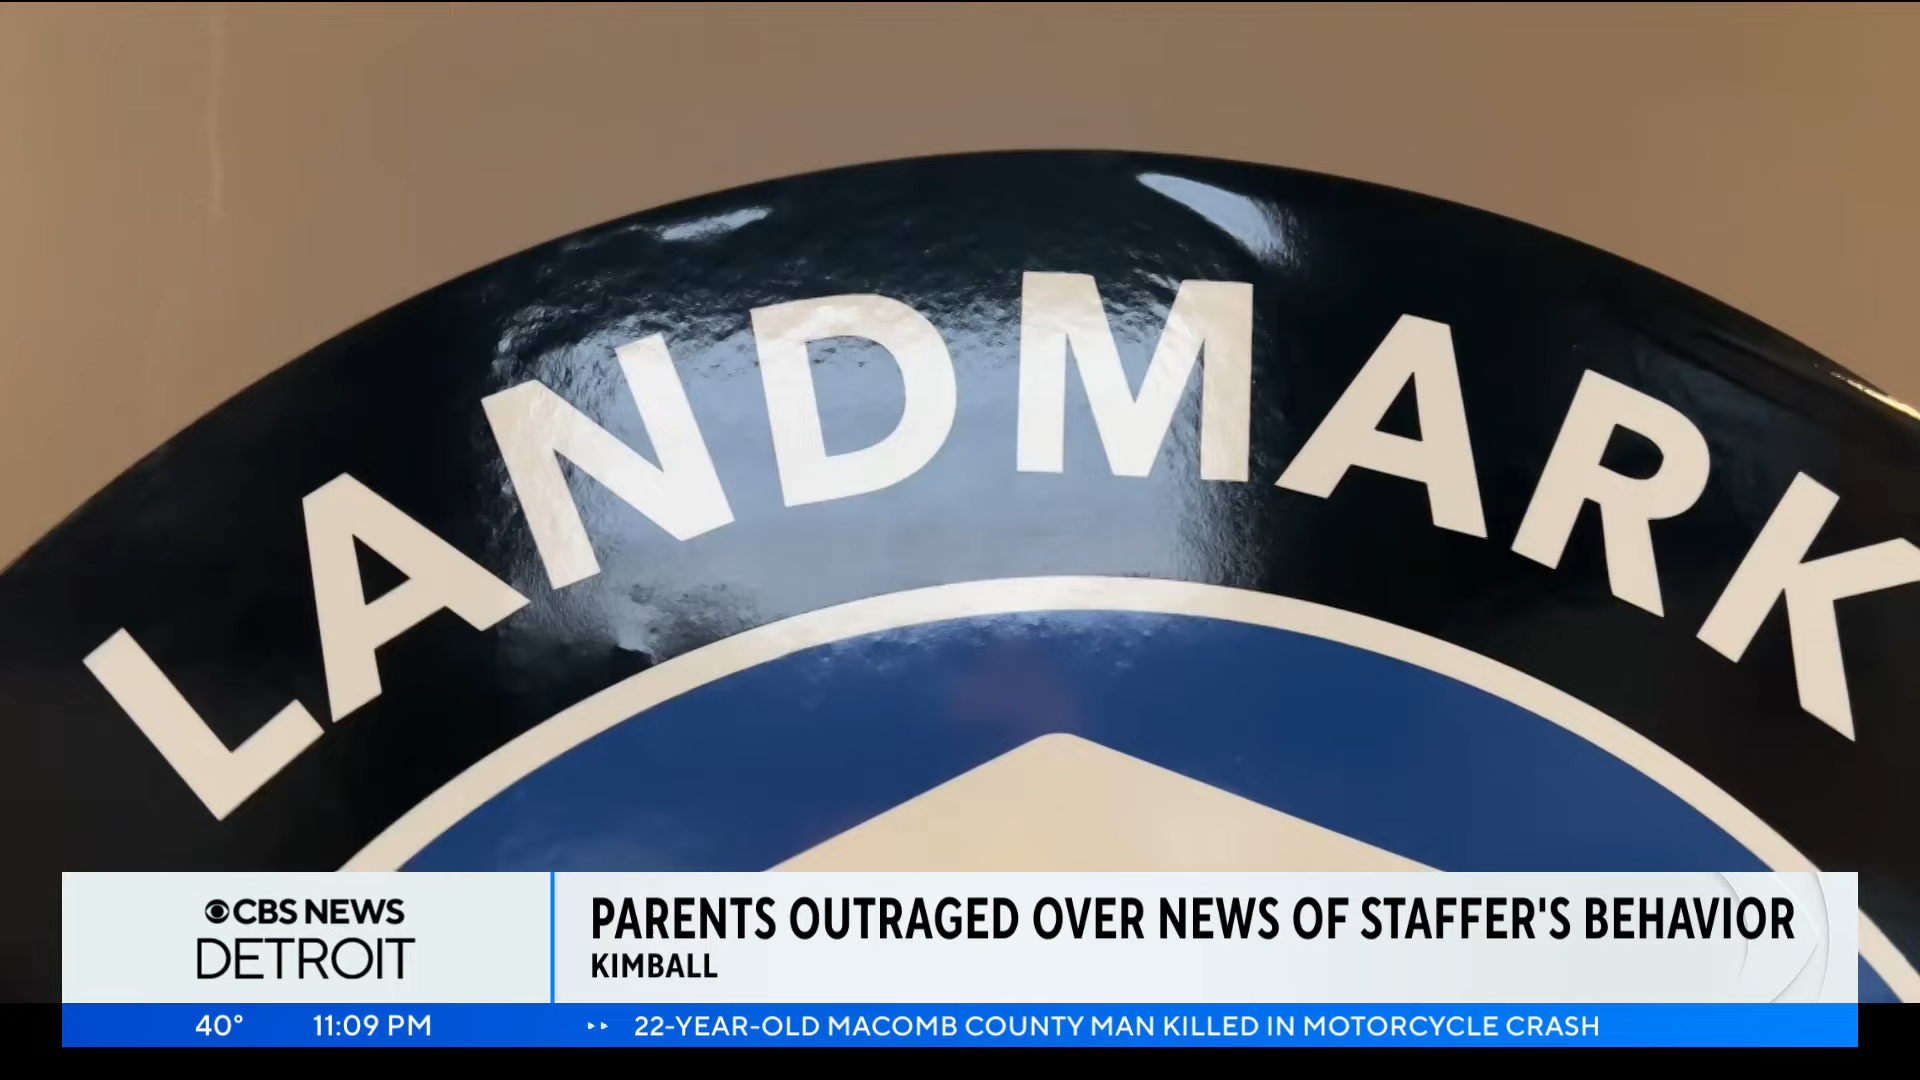 LANDMARK
CBS NEWS
DETROIT
PARENTS OUTRAGED OVER NEWS OF STAFFER'S BEHAVIOR
KIMBALL
40° 11:09 PM 22-YEAR-OLD MACOMB COUNTY MAN KILLED IN MOTORCYCLE CRASH